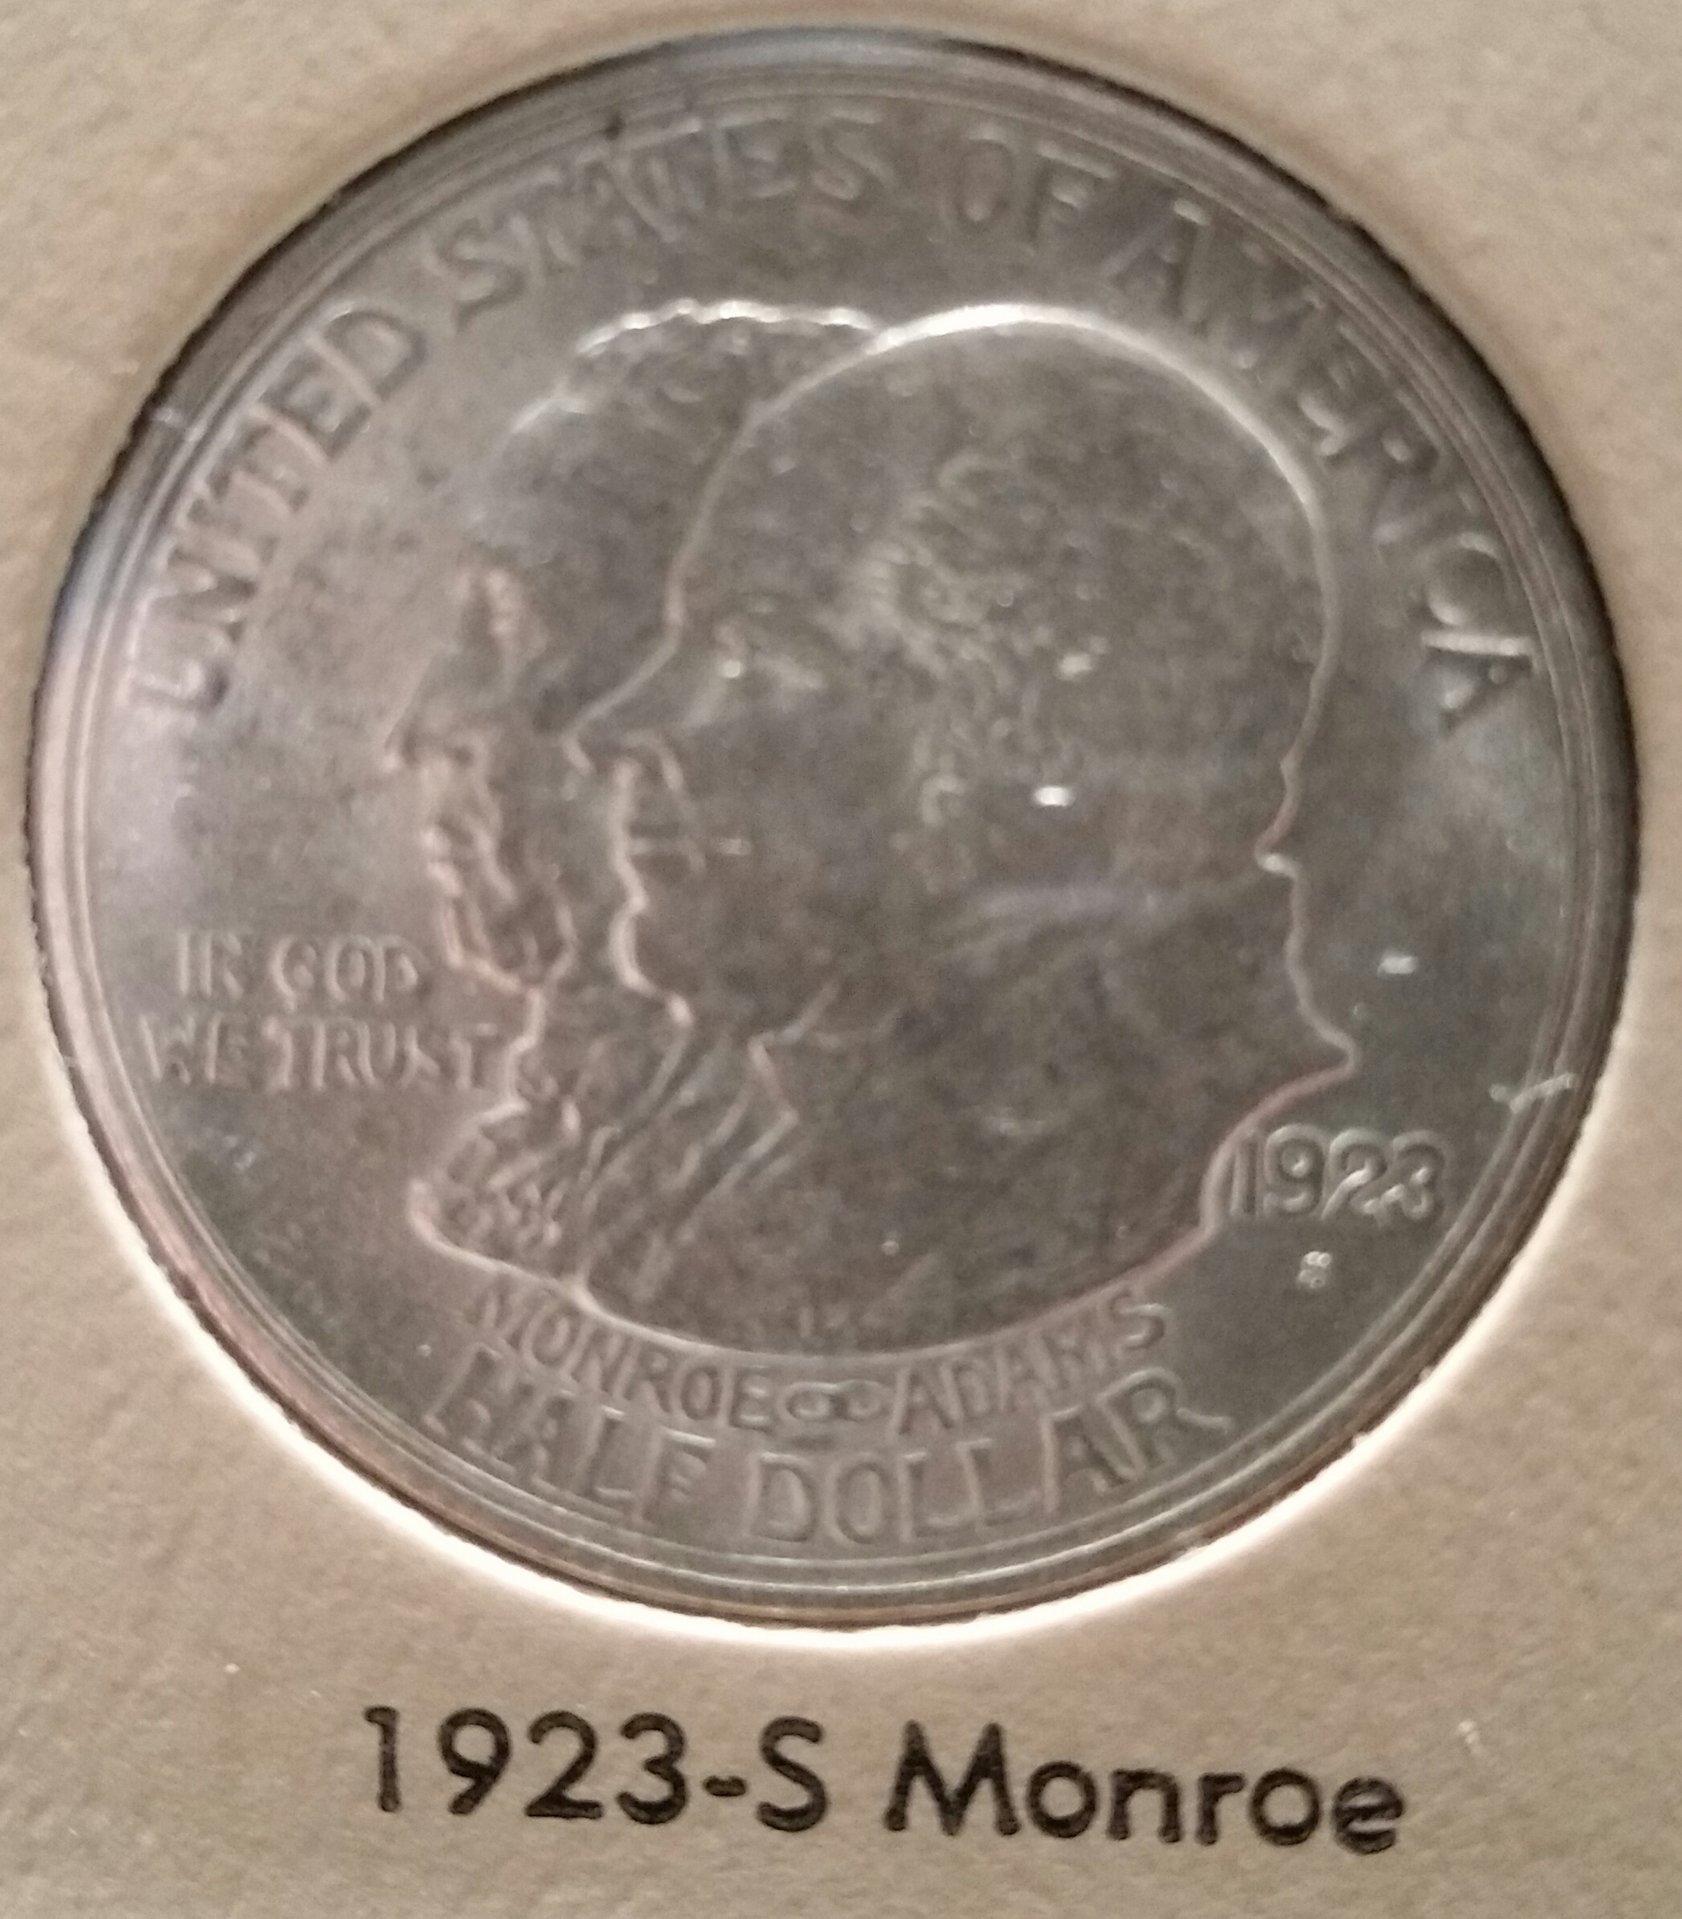 UNITED STATES OF AMERICA
IN GOD
WE TRUST
1923
S
MONROE ADAMS
HALF DOLLAR
1923-S Monroe